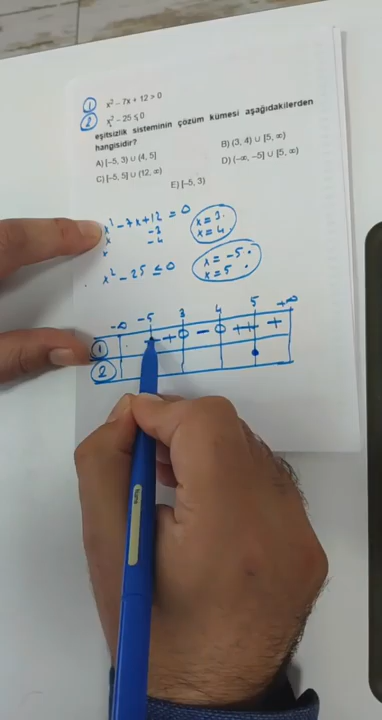 1 x² – 7x + 12 > 0
2 x² – 25 ≤ 0
eşitsizlik sisteminin çözüm kümesi aşağıdakilerden
hangisidir?
A) [–5, 3) ∪ (4, 5]
B) (3, 4) ∪ [5, ∞)
C) [–5, 5] ∪ (12, ∞)
D) (–∞, –5] ∪ [5, ∞)
E) [–5, 3)
x² – 7x + 12 = 0
x -3
x -4
x = 3
x = 4
x² – 25 ≤ 0
x = -5
x = 5
-∞ -5 3 4 5 +∞
1 + + – + + +
2